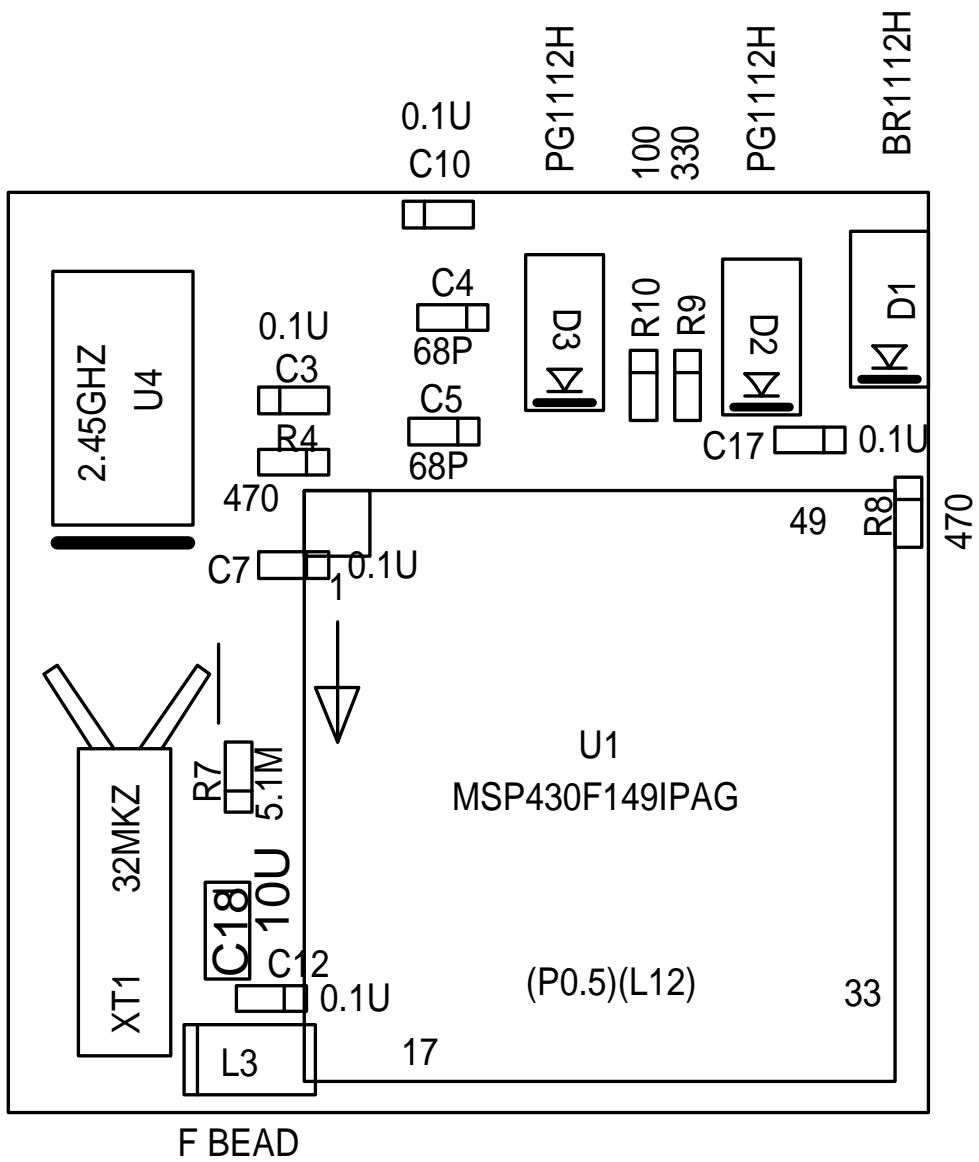 0.1U
C10
PG1112H
100
330
PG1112H
BR1112H
2.45GHZ
U4
0.1U
C3
R4
470
C4
68P
C5
68P
D3
R10
R9
D2
D1
C17
0.1U
R8
470
C7
0.1U
1
49
R7
5.1M
U1
MSP430F149IPAG
XT1 32MKZ
C18
10U
C12
0.1U
(P0.5)(L12)
33
17
L3
F BEAD